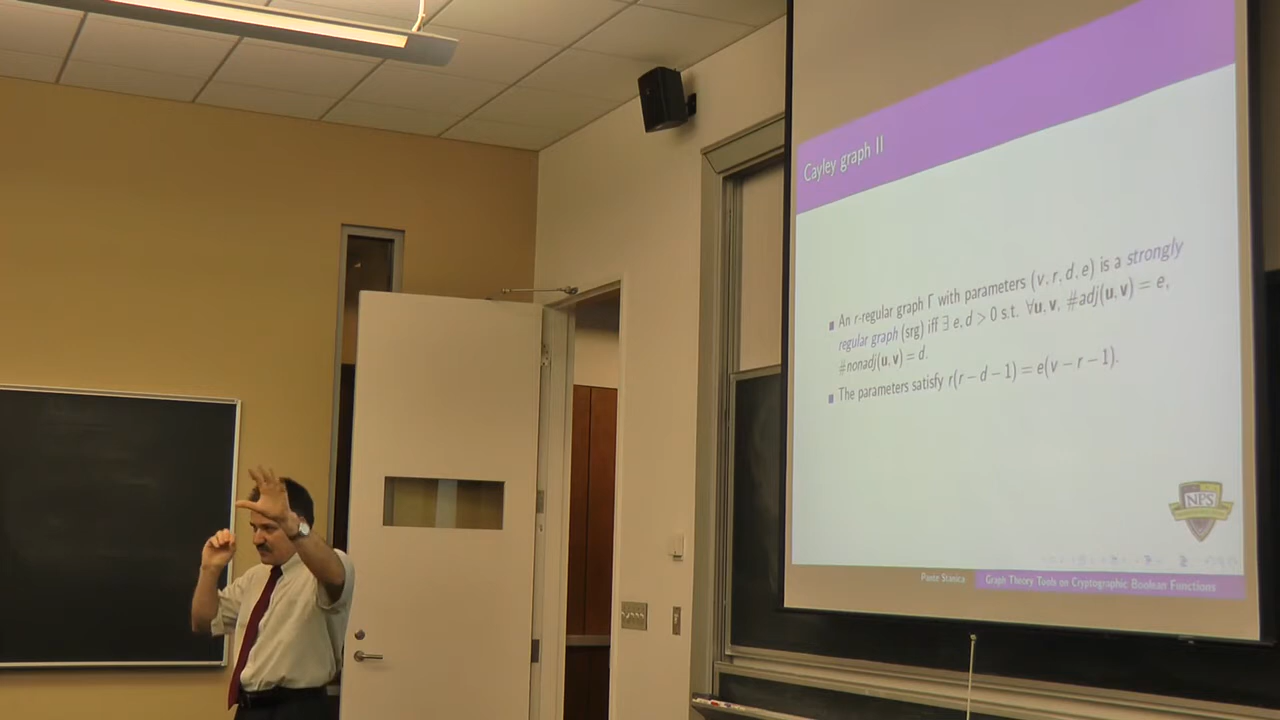 Cayley graph II
An r-regular graph Γ with parameters (v, r, d, e) is a strongly
regular graph (srg) iff ∃ e, d > 0 s.t. ∀u, v, #adj(u, v) = e,
#nonadj(u, v) = d.
The parameters satisfy r(r − d − 1) = e(v − r − 1).
NPS
Pante Stanica Graph Theory Tools on Cryptographic Boolean Functions